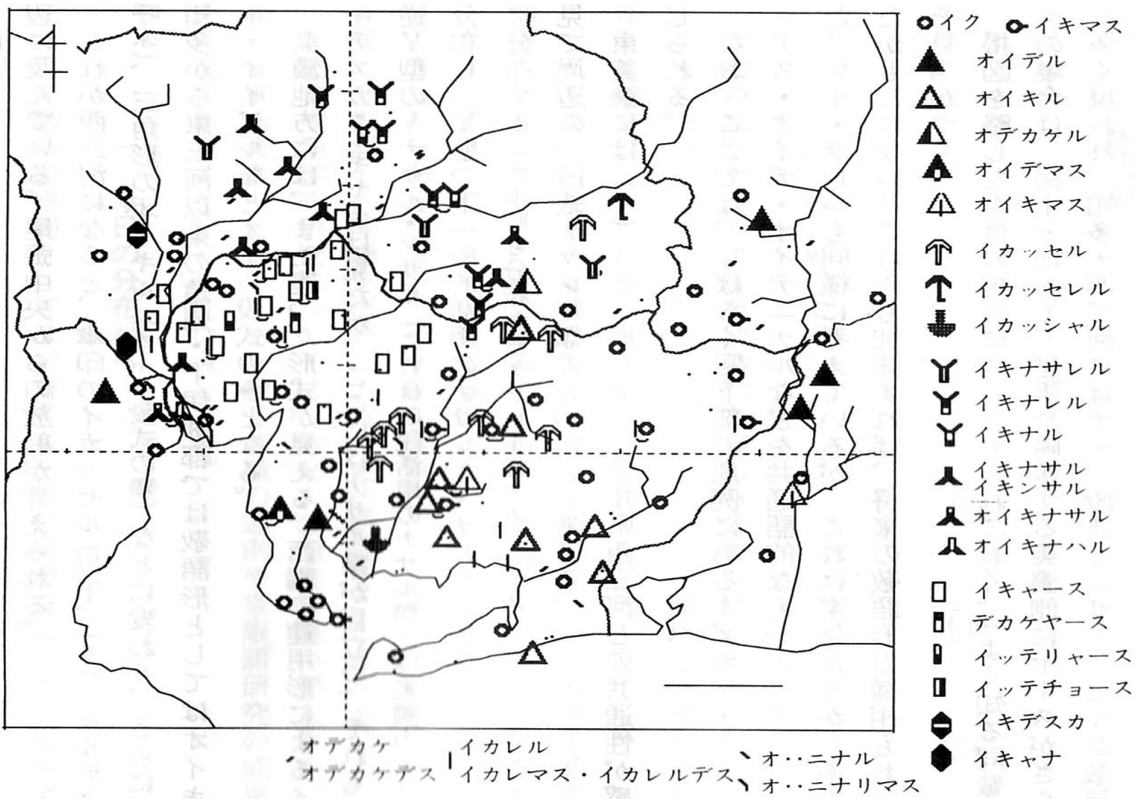 イク イキマス
オイデル
オイキル
オデカケル
オイデマス
オイキマス
イカッセル
イカッセレル
イカッシャル
イキナサレル
イキナレル
イキナル
イキナサル
イキンサル
オイキナサル
オイキナハル
イキャース
デカケヤース
イッテリャース
イッテチョース
イキデスカ
イキャナ
オデカケ
オデカケデス
イカレル
イカレマス・イカレルデス
オ‥ニナル
オ‥ニナリマス